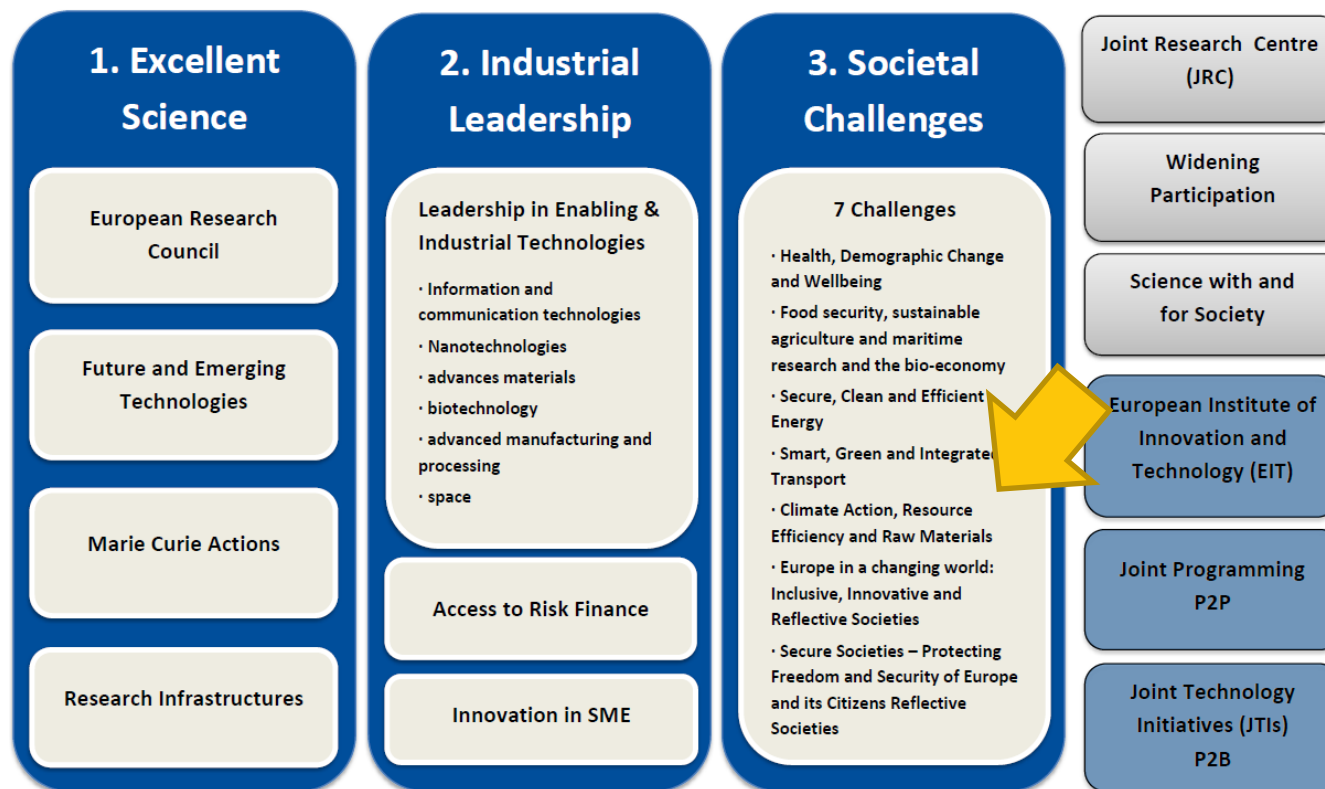 1. Excellent
Science
European Research
Council
Future and Emerging
Technologies
Marie Curie Actions
Research Infrastructures
2. Industrial
Leadership
Leadership in Enabling &
Industrial Technologies
· Information and
communication technologies
· Nanotechnologies
· advances materials
· biotechnology
· advanced manufacturing and
processing
· space
Access to Risk Finance
Innovation in SME
3. Societal
Challenges
7 Challenges
· Health, Demographic Change
and Wellbeing
· Food security, sustainable
agriculture and maritime
research and the bio-economy
· Secure, Clean and Efficient
Energy
· Smart, Green and Integrated
Transport
· Climate Action, Resource
Efficiency and Raw Materials
· Europe in a changing world:
Inclusive, Innovative and
Reflective Societies
· Secure Societies – Protecting
Freedom and Security of Europe
and its Citizens Reflective
Societies
Joint Research Centre
(JRC)
Widening
Participation
Science with and
for Society
European Institute of
Innovation and
Technology (EIT)
Joint Programming
P2P
Joint Technology
Initiatives (JTIs)
P2B